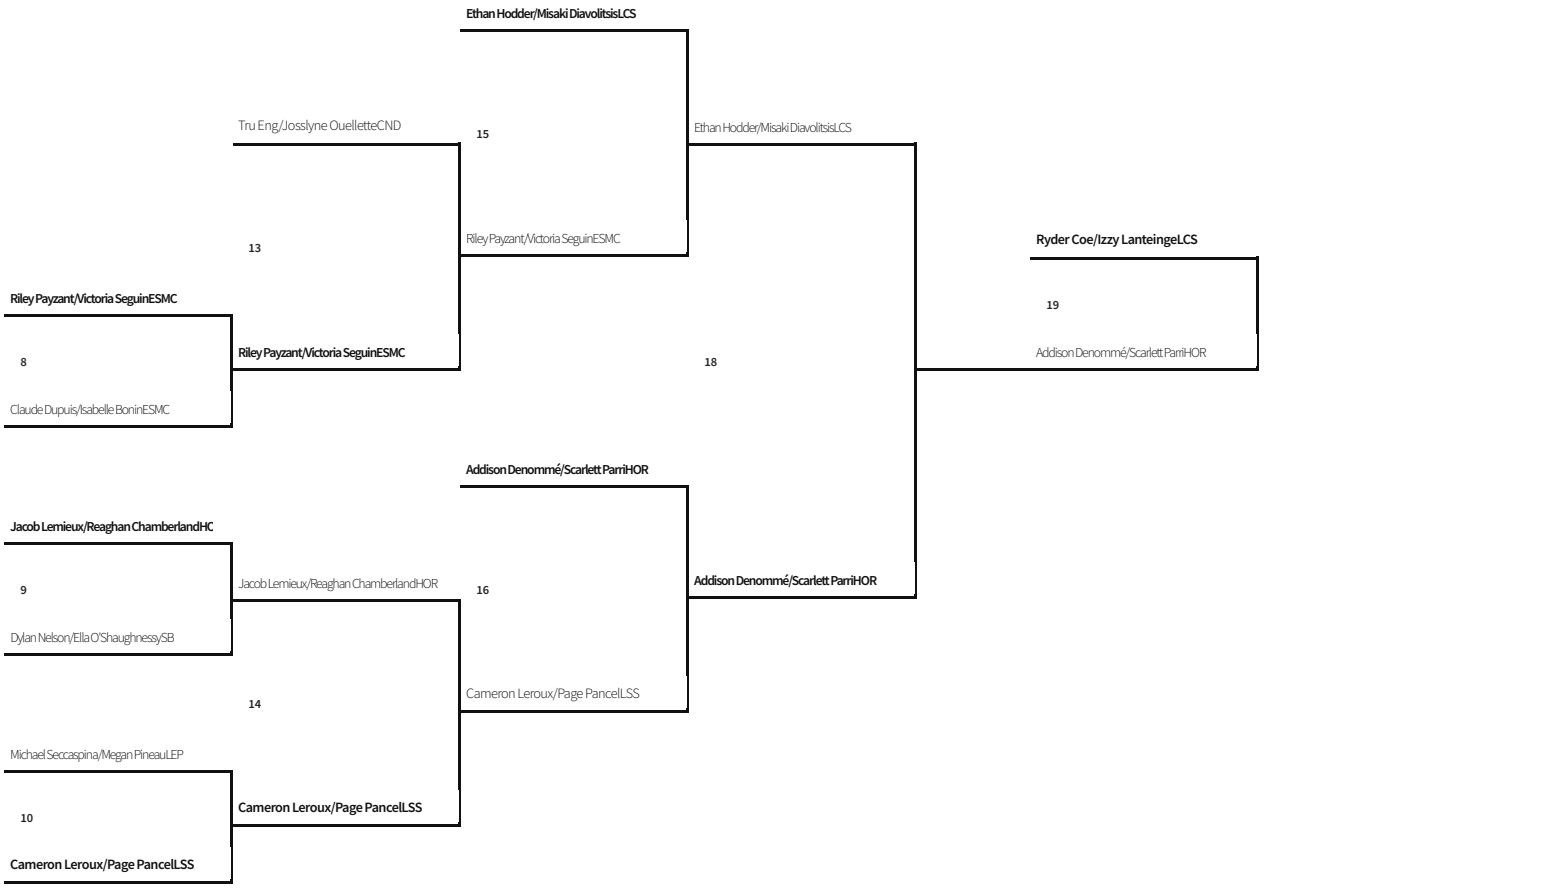 Ethan Hodder/Misaki DiavolitsisLCS
Tru Eng/Josslyne OuelletteCND
15
Ethan Hodder/Misaki DiavolitsisLCS
Riley Payzant/Victoria SeguinESMC
13
Ryder Coe/Izzy LanteingeLCS
Riley Payzant/Victoria SeguinESMC
19
8
Riley Payzant/Victoria SeguinESMC
18
Addison Denommé/Scarlett ParriHOR
Claude Dupuis/Isabelle BoninESMC
Addison Denommé/Scarlett ParriHOR
Jacob Lemieux/Reaghan ChamberlandHC
9
Jacob Lemieux/Reaghan ChamberlandHOR
16
Addison Denommé/Scarlett ParriHOR
Dylan Nelson/Ella O'ShaughnessySB
14
Cameron Leroux/Page PancelLSS
Michael Seccaspina/Megan PineauLEP
10
Cameron Leroux/Page PancelLSS
Cameron Leroux/Page PancelLSS